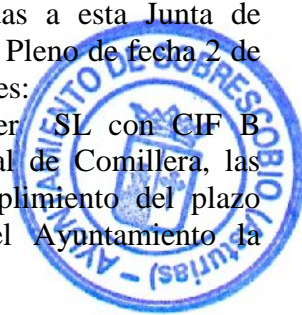 das a esta Junta de
Pleno de fecha 2 de
es:
er SL con CIF B
al de Comillera, las
plimiento del plazo
el Ayuntamiento la
AYUNTAMIENTO DE SOBRESCOBIO (Asturias)